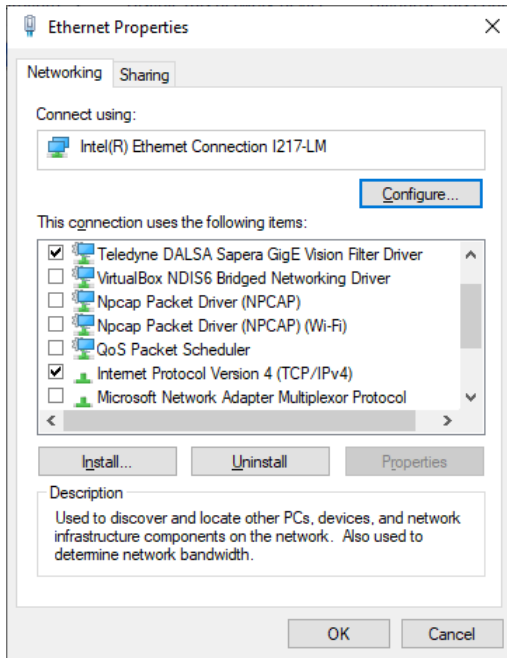 Ethernet Properties
Networking
Sharing
Connect using:
Intel(R) Ethernet Connection I217-LM
Configure...
This connection uses the following items:
Teledyne DALSA Sapera GigE Vision Filter Driver
VirtualBox NDIS6 Bridged Networking Driver
Npcap Packet Driver (NPCAP)
Npcap Packet Driver (NPCAP) (Wi-Fi)
QoS Packet Scheduler
Internet Protocol Version 4 (TCP/IPv4)
Microsoft Network Adapter Multiplexor Protocol
Install...
Uninstall
Properties
Description
Used to discover and locate other PCs, devices, and network
infrastructure components on the network. Also used to
determine network bandwidth.
OK
Cancel